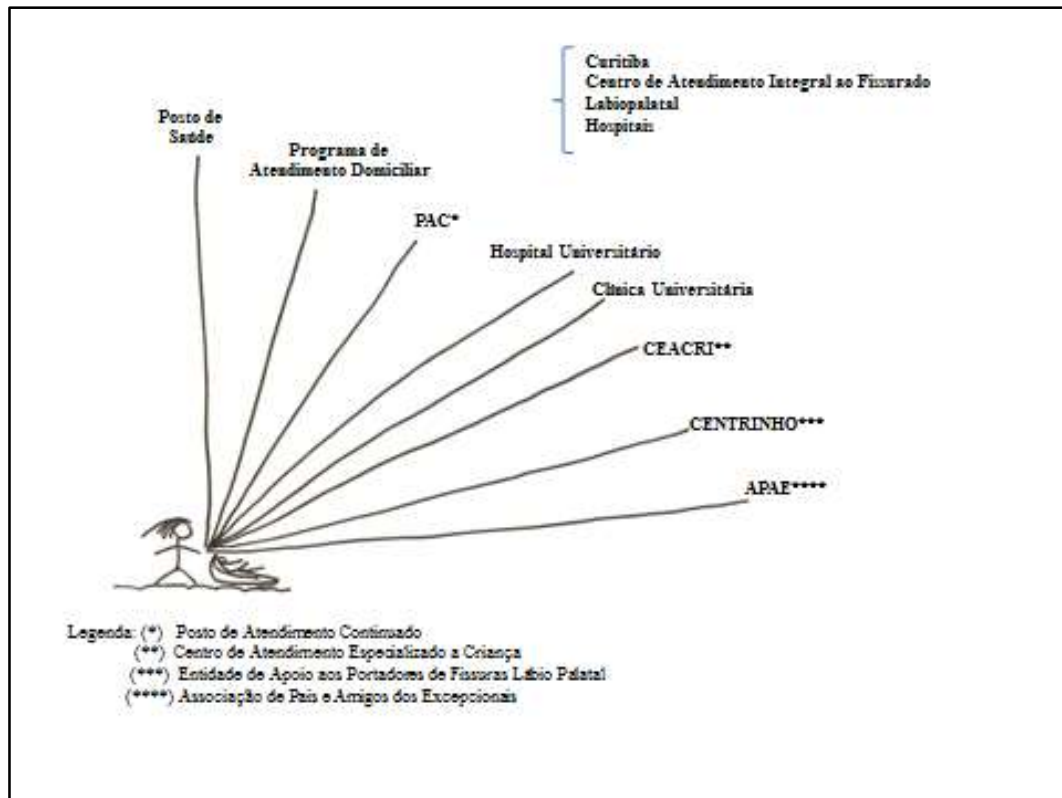 Curitiba
Centro de Atendimento Integral ao Fissurado
Labiopalatal
Hospitais
Posto de
Saúde
Programa de
Atendimento Domiciliar
PAC*
Hospital Universitário
Clínica Universitária
CEACRI**
CENTRINHO***
APAE****
Legenda: (*) Posto de Atendimento Continuado
(**) Centro de Atendimento Especializado a Criança
(***) Entidade de Apoio aos Portadores de Fissuras Lábio Palatal
(****) Associação de Pais e Amigos dos Excepcionais